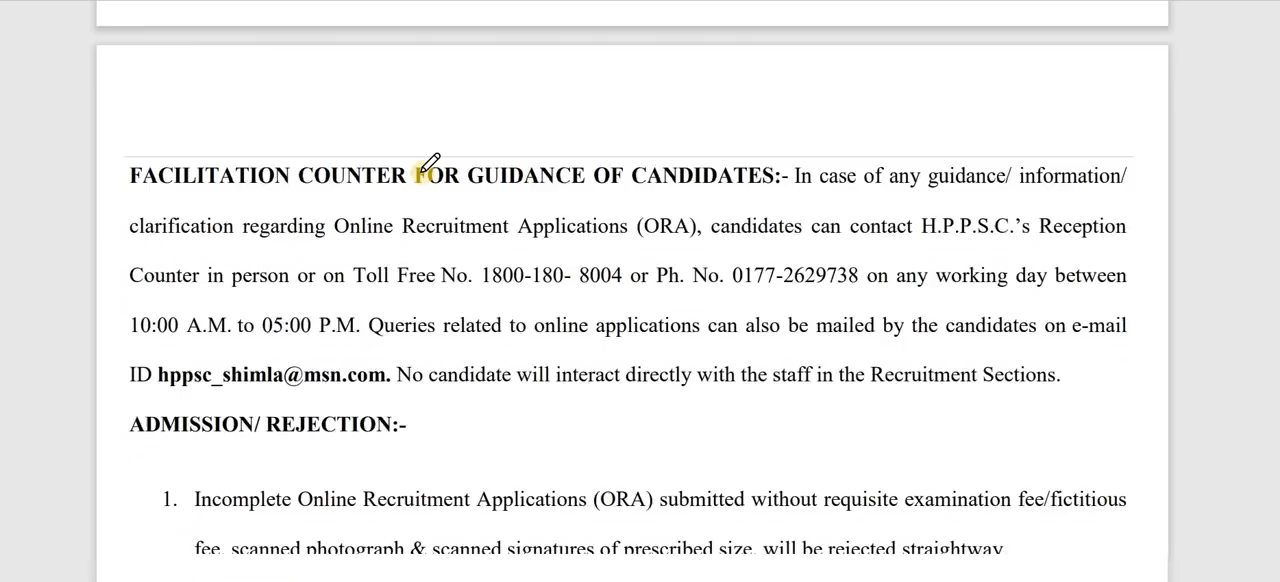 FACILITATION COUNTER FOR GUIDANCE OF CANDIDATES:- In case of any guidance/ information/
clarification regarding Online Recruitment Applications (ORA), candidates can contact H.P.P.S.C.'s Reception
Counter in person or on Toll Free No. 1800-180- 8004 or Ph. No. 0177-2629738 on any working day between
10:00 A.M. to 05:00 P.M. Queries related to online applications can also be mailed by the candidates on e-mail
ID hppsc_shimla@msn.com. No candidate will interact directly with the staff in the Recruitment Sections.
ADMISSION/ REJECTION:-
1. Incomplete Online Recruitment Applications (ORA) submitted without requisite examination fee/fictitious
fee, scanned photograph & scanned signatures of prescribed size, will be rejected straightway